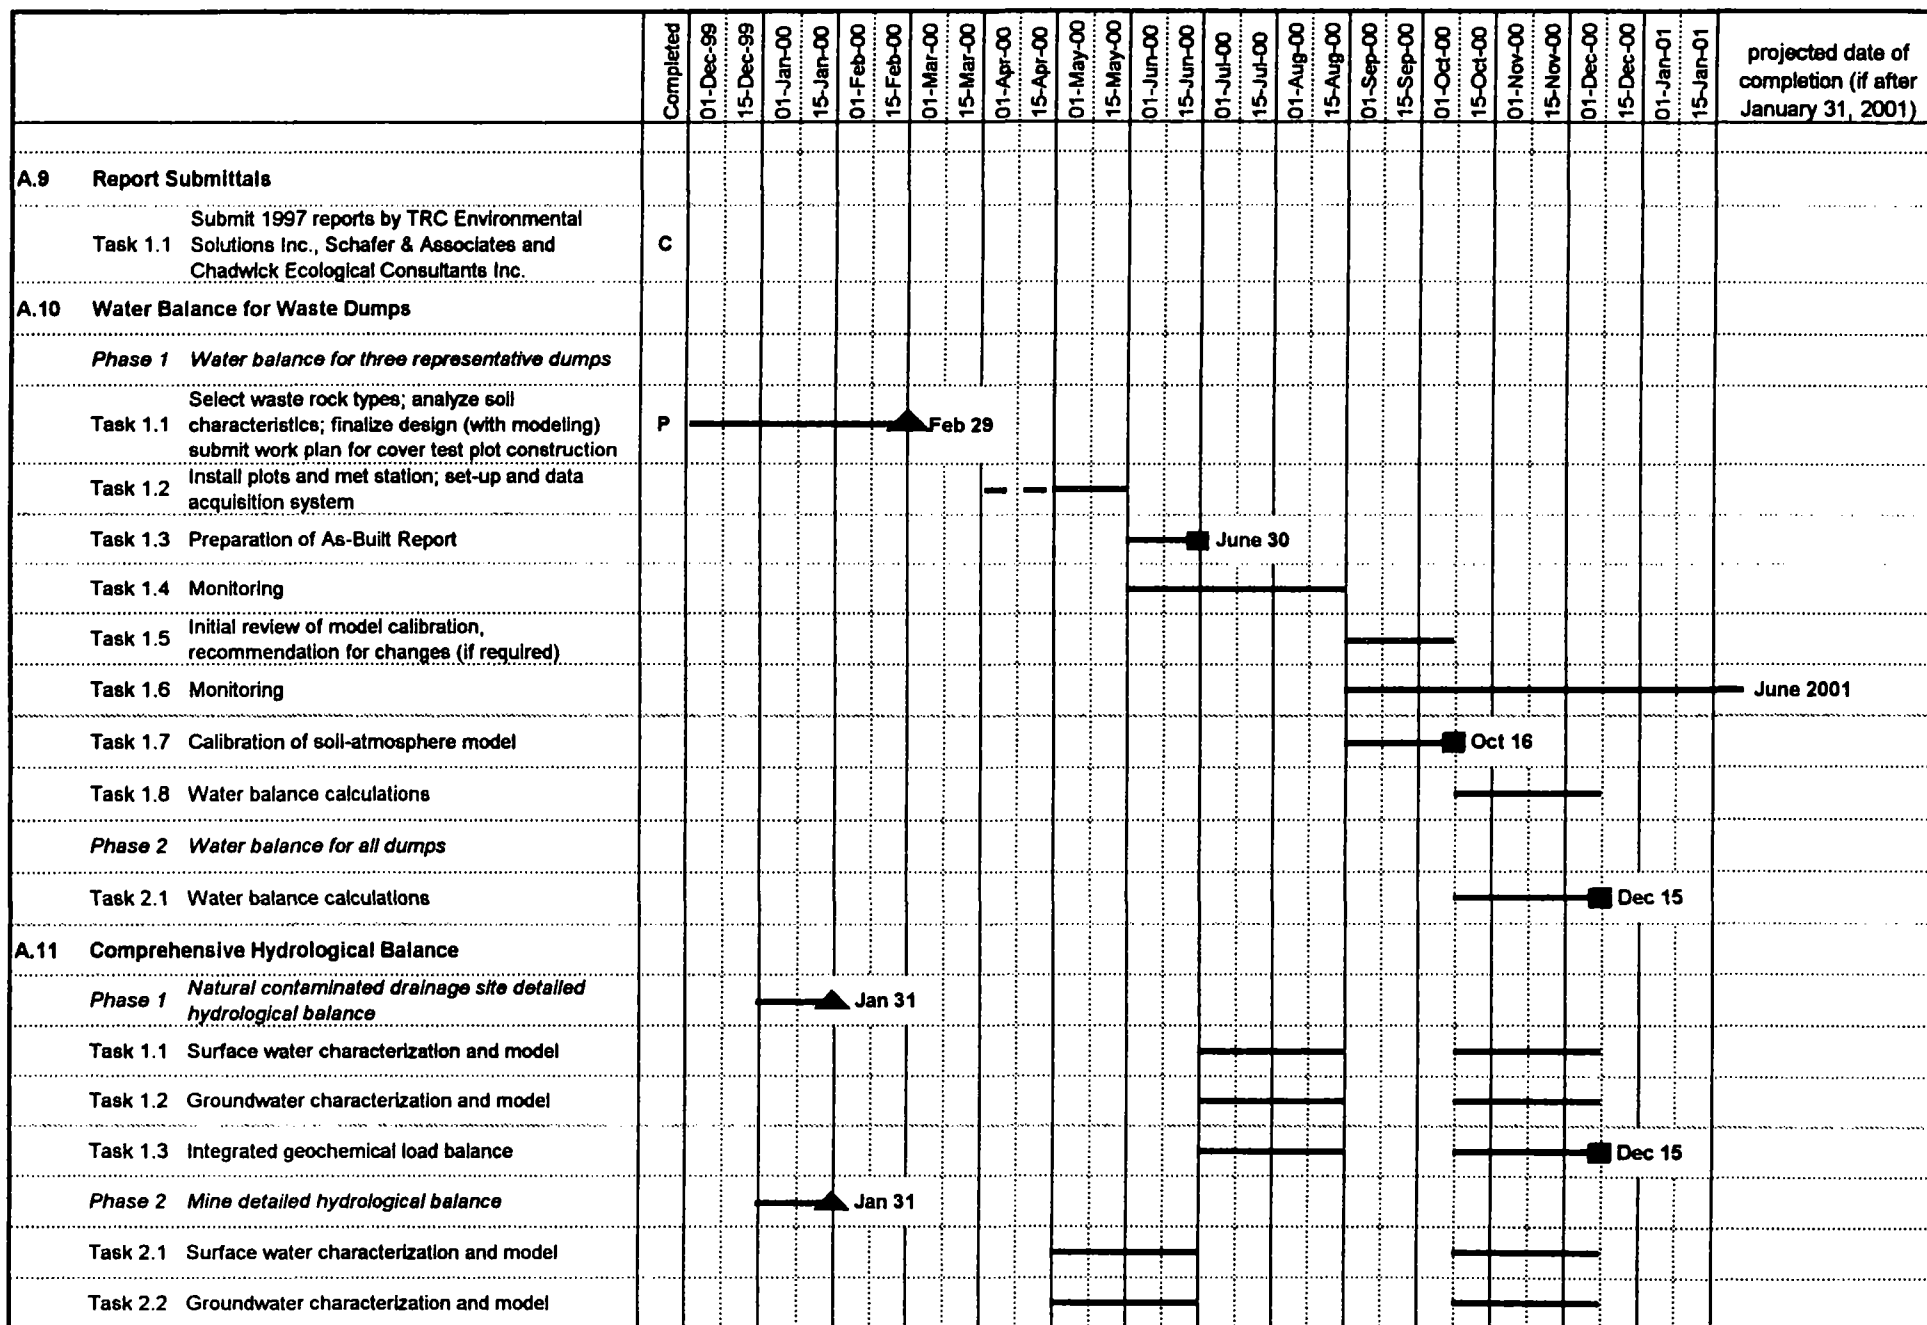 Completed
01-Dec-99
15-Dec-99
01-Jan-00
15-Jan-00
01-Feb-00
15-Feb-00
01-Mar-00
15-Mar-00
01-Apr-00
15-Apr-00
01-May-00
15-May-00
01-Jun-00
15-Jun-00
01-Jul-00
15-Jul-00
01-Aug-00
15-Aug-00
01-Sep-00
15-Sep-00
01-Oct-00
15-Oct-00
01-Nov-00
15-Nov-00
01-Dec-00
15-Dec-00
01-Jan-01
15-Jan-01
projected date of
completion (if after
January 31, 2001)
A.9 Report Submittals
Submit 1997 reports by TRC Environmental
Task 1.1 Solutions Inc., Schafer & Associates and C
Chadwick Ecological Consultants Inc.
A.10 Water Balance for Waste Dumps
Phase 1 Water balance for three representative dumps
Select waste rock types; analyze soil
Task 1.1 characteristics; finalize design (with modeling) P Feb 29
submit work plan for cover test plot construction
Task 1.2 Install plots and met station; set-up and data
acquisition system
Task 1.3 Preparation of As-Built Report June 30
Task 1.4 Monitoring
Task 1.5 Initial review of model calibration,
recommendation for changes (if required)
Task 1.6 Monitoring June 2001
Task 1.7 Calibration of soil-atmosphere model Oct 16
Task 1.8 Water balance calculations
Phase 2 Water balance for all dumps
Task 2.1 Water balance calculations Dec 15
A.11 Comprehensive Hydrological Balance
Phase 1 Natural contaminated drainage site detailed
hydrological balance Jan 31
Task 1.1 Surface water characterization and model
Task 1.2 Groundwater characterization and model
Task 1.3 Integrated geochemical load balance Dec 15
Phase 2 Mine detailed hydrological balance Jan 31
Task 2.1 Surface water characterization and model
Task 2.2 Groundwater characterization and model